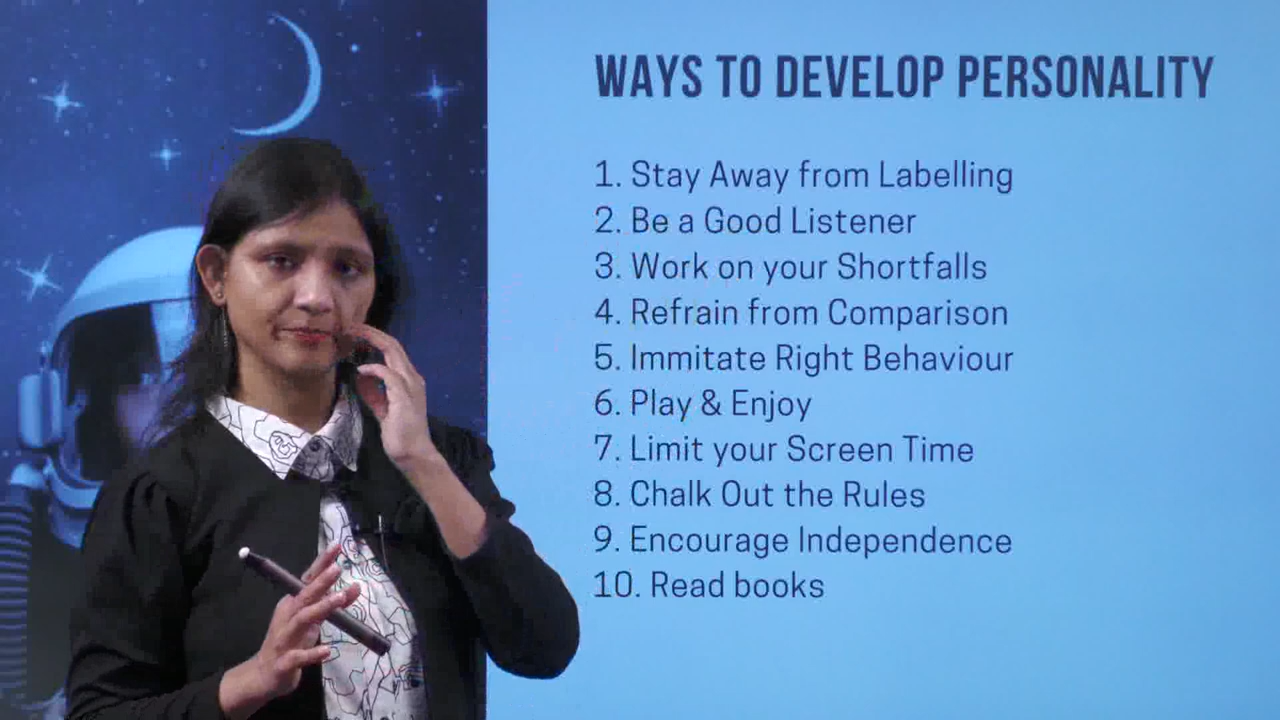 WAYS TO DEVELOP PERSONALITY
1. Stay Away from Labelling
2. Be a Good Listener
3. Work on your Shortfalls
4. Refrain from Comparison
5. Immitate Right Behaviour
6. Play & Enjoy
7. Limit your Screen Time
8. Chalk Out the Rules
9. Encourage Independence
10. Read books